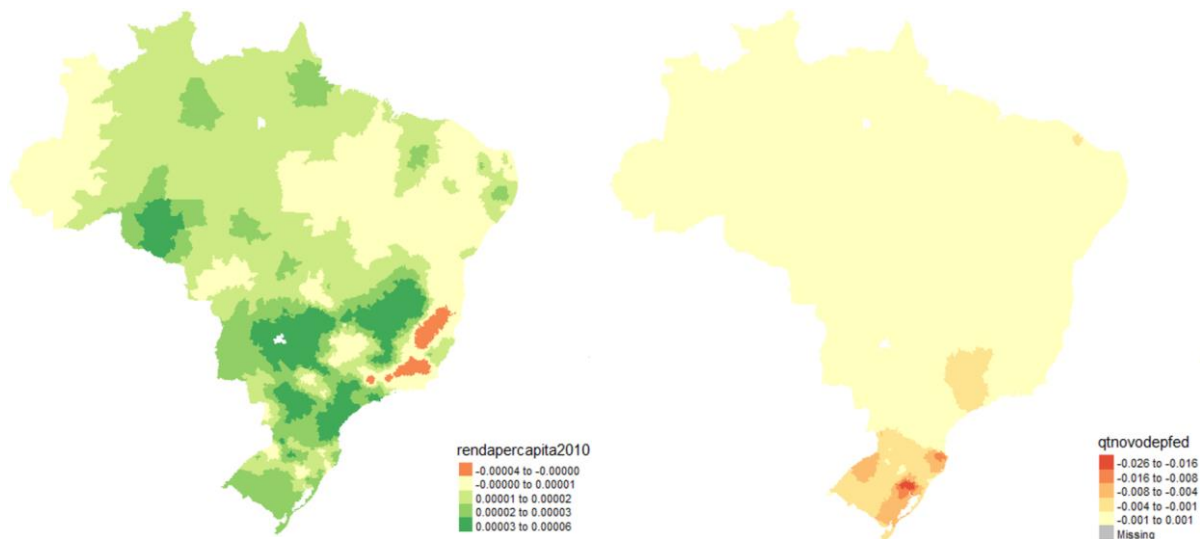 rendapercapita2010
-0.00004 to -0.00000
-0.00000 to 0.00001
0.00001 to 0.00002
0.00002 to 0.00003
0.00003 to 0.00006
qtnovodepfed
-0.026 to -0.016
-0.016 to -0.008
-0.008 to -0.004
-0.004 to -0.001
-0.001 to 0.001
Missing